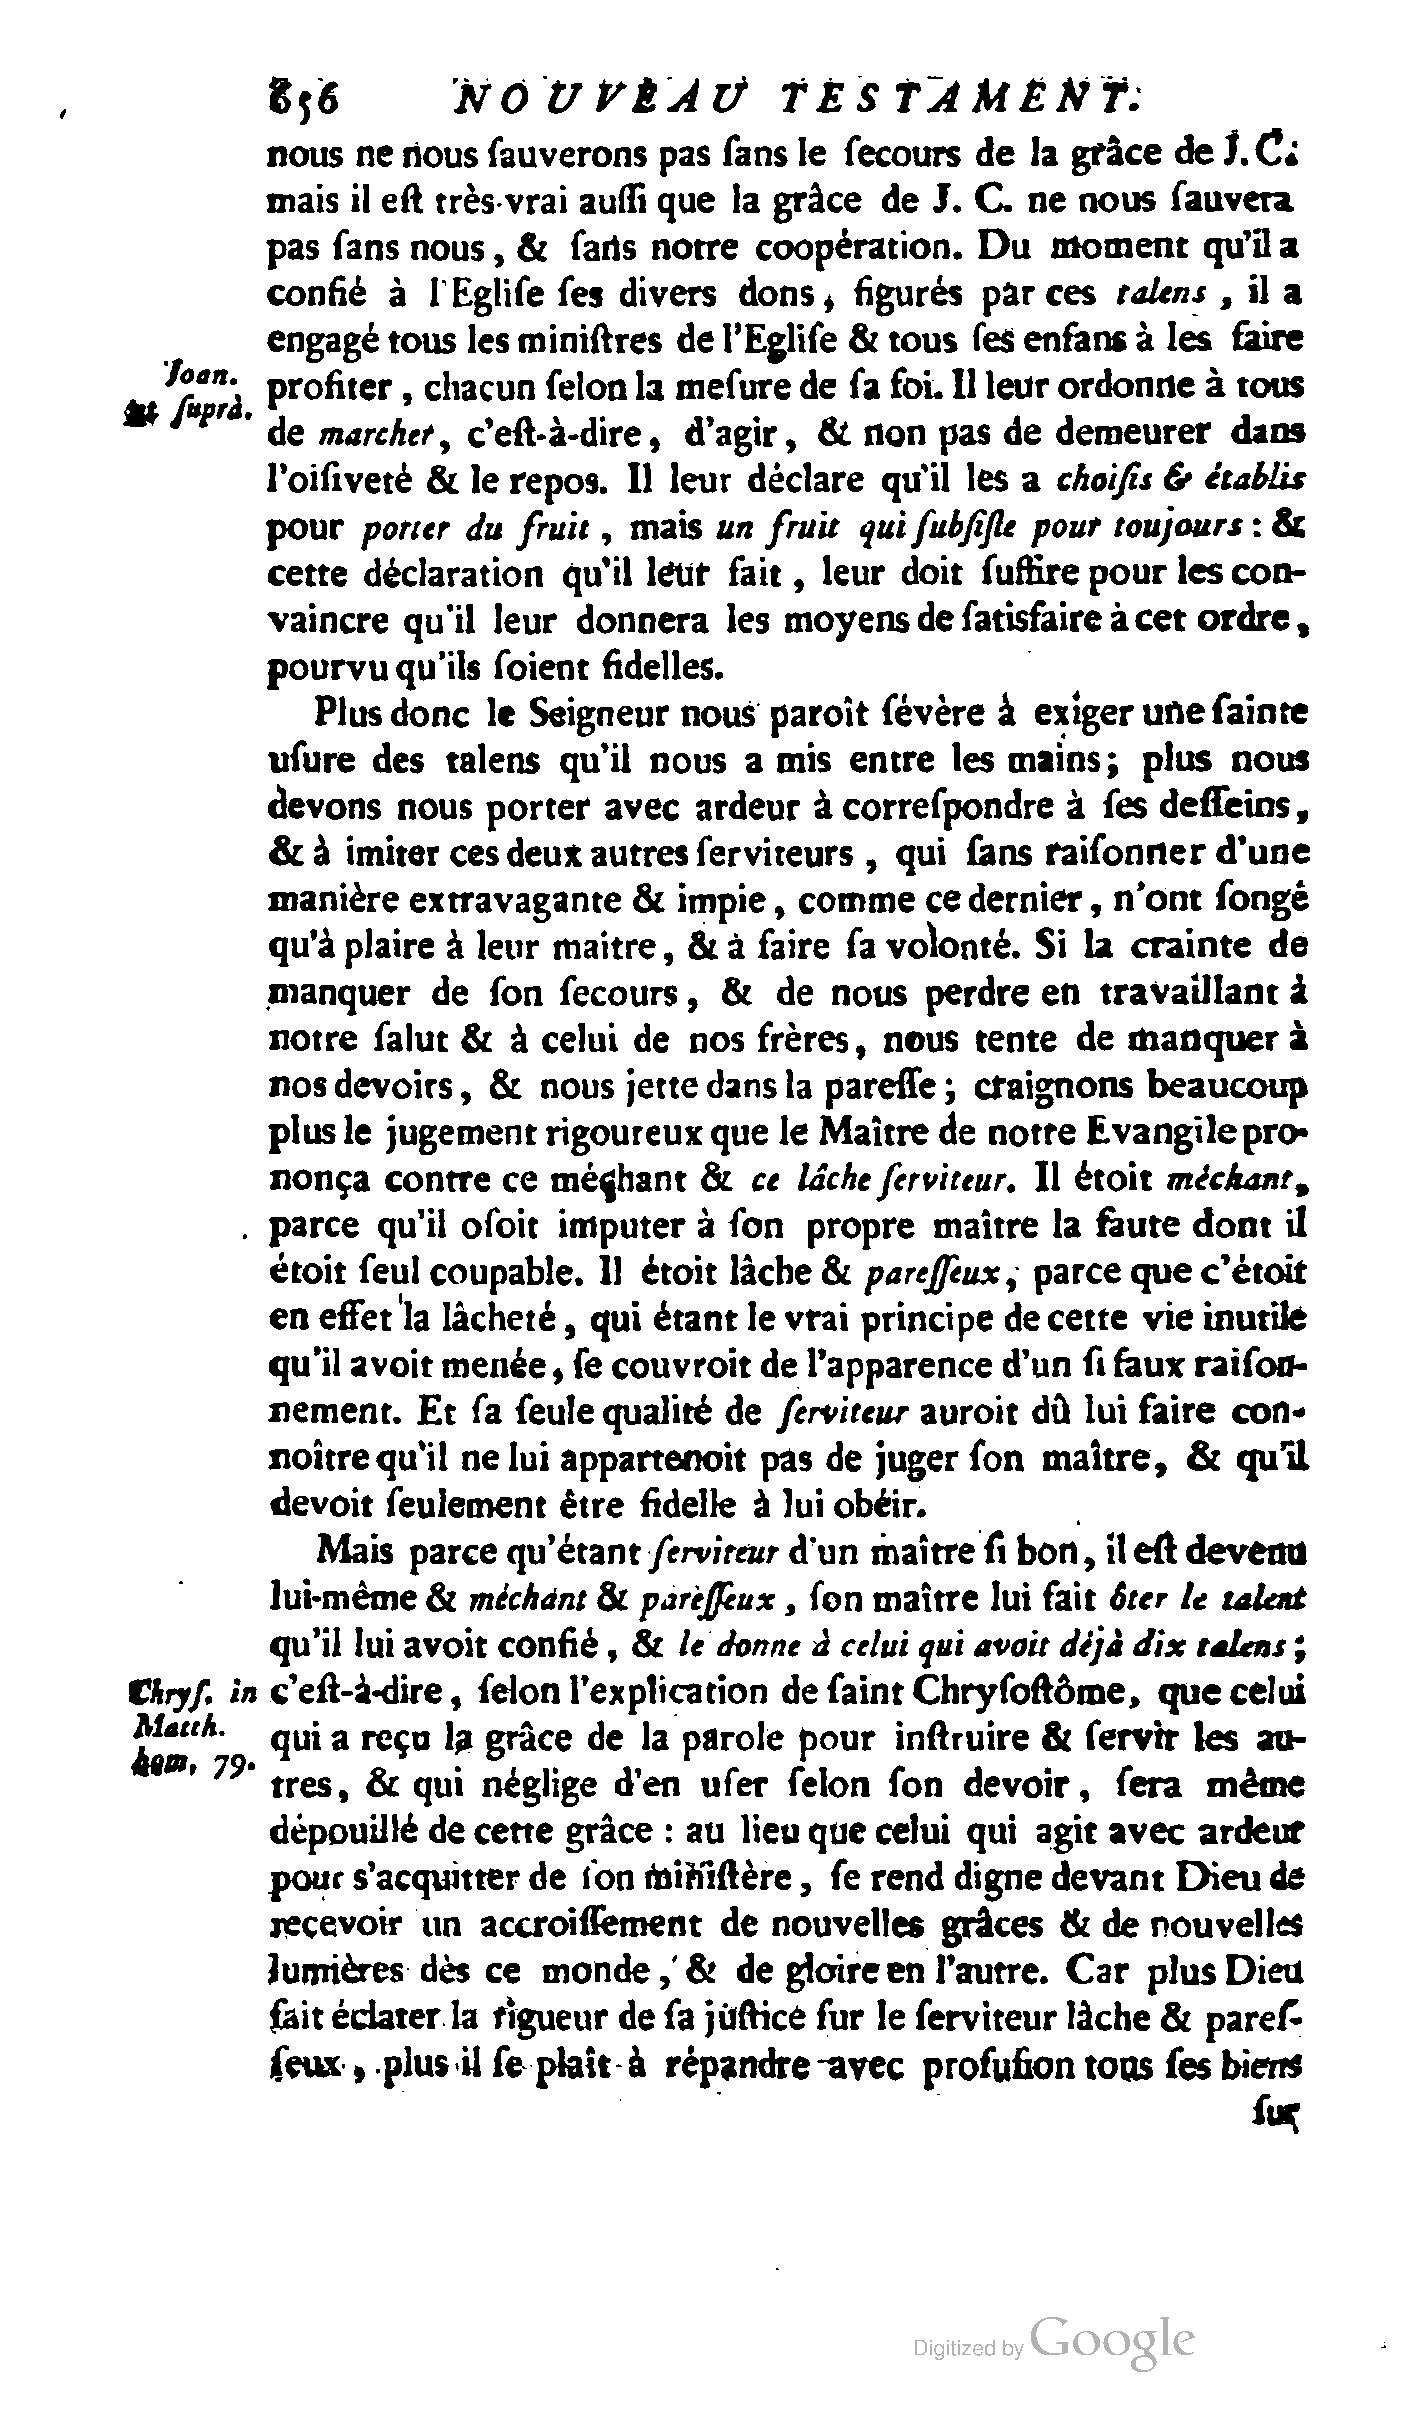 656 NOUVEAU TESTAMENT.
nous ne nous ſauverons pas ſans le ſecours de la grâce de J. C.
mais il eſt très-vrai auſſi que la grâce de J. C. ne nous ſauvera
pas ſans nous, & ſans notre coopération. Du moment qu'il a
confié à l'Egliſe ſes divers dons, figurés par ces talens, il a
engagé tous les miniſtres de l'Egliſe & tous ſes enfans à les faire
Joan.
ut ſuprà.
profiter, chacun ſelon la meſure de ſa foi. Il leur ordonne à tous
de marcher, c'eſt-à-dire, d'agir, & non pas de demeurer dans
l'oiſiveté & le repos. Il leur déclare qu'il les a choiſis & établis
pour porter du fruit, mais un fruit qui ſubſiſte pour toujours : &
cette déclaration qu'il leur fait, leur doit ſuffire pour les con-
vaincre qu'il leur donnera les moyens de ſatisfaire à cet ordre,
pourvu qu'ils ſoient fidelles.
Plus donc le Seigneur nous paroît ſévère à exiger une ſainte
uſure des talens qu'il nous a mis entre les mains; plus nous
devons nous porter avec ardeur à correſpondre à ſes deſſeins,
& à imiter ces deux autres ſerviteurs, qui ſans raiſonner d'une
manière extravagante & impie, comme ce dernier, n'ont ſongé
qu'à plaire à leur maître, & à faire ſa volonté. Si la crainte de
manquer de ſon ſecours, & de nous perdre en travaillant à
notre ſalut & à celui de nos frères, nous tente de manquer à
nos devoirs, & nous jette dans la pareſſe; craignons beaucoup
plus le jugement rigoureux que le Maître de notre Evangile pro-
nonça contre ce méchant & ce lâche ſerviteur. Il étoit méchant,
parce qu'il oſoit imputer à ſon propre maître la faute dont il
étoit ſeul coupable. Il étoit lâche & pareſſeux, parce que c'étoit
en effet la lâcheté, qui étant le vrai principe de cette vie inutile
qu'il avoit menée, ſe couvroit de l'apparence d'un ſi faux raiſon-
nement. Et ſa ſeule qualité de ſerviteur auroit dû lui faire con-
noître qu'il ne lui appartenoit pas de juger ſon maître, & qu'il
devoit ſeulement être fidelle à lui obéir.
Mais parce qu'étant ſerviteur d'un maître ſi bon, il eſt devenu
lui-même & méchant & pareſſeux, ſon maître lui fait ôter le talent
qu'il lui avoit confié, & le donne à celui qui avoit déjà dix talens;
Chryſ. in
Matth.
hom. 79.
c'eſt-à-dire, ſelon l'explication de ſaint Chryſoſtôme, que celui
qui a reçu la grâce de la parole pour inſtruire & ſervir les au-
tres, & qui néglige d'en uſer ſelon ſon devoir, ſera même
dépouillé de cette grâce : au lieu que celui qui agit avec ardeur
pour s'acquitter de ſon miniſtère, ſe rend digne devant Dieu de
recevoir un accroiſſement de nouvelles grâces & de nouvelles
lumières dès ce monde, & de gloire en l'autre. Car plus Dieu
fait éclater la rigueur de ſa juſtice ſur le ſerviteur lâche & pareſ-
ſeux, plus il ſe plaît à répandre avec profuſion tous ſes biens
ſur
Digitized by Google